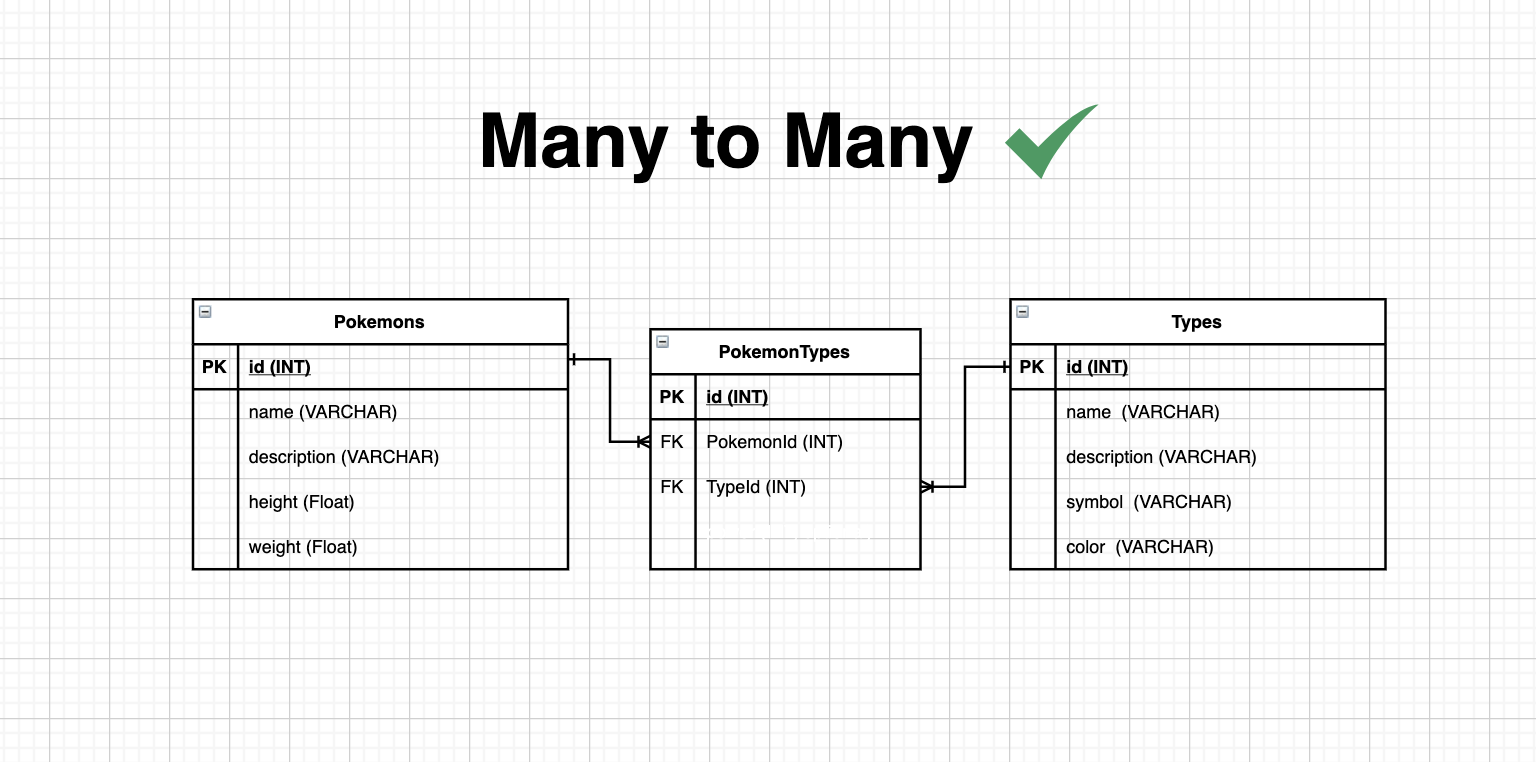 Many to Many
Pokemons
PK id (INT)
name (VARCHAR)
description (VARCHAR)
height (Float)
weight (Float)
PokemonTypes
PK id (INT)
FK PokemonId (INT)
FK TypeId (INT)
Types
PK id (INT)
name (VARCHAR)
description (VARCHAR)
symbol (VARCHAR)
color (VARCHAR)